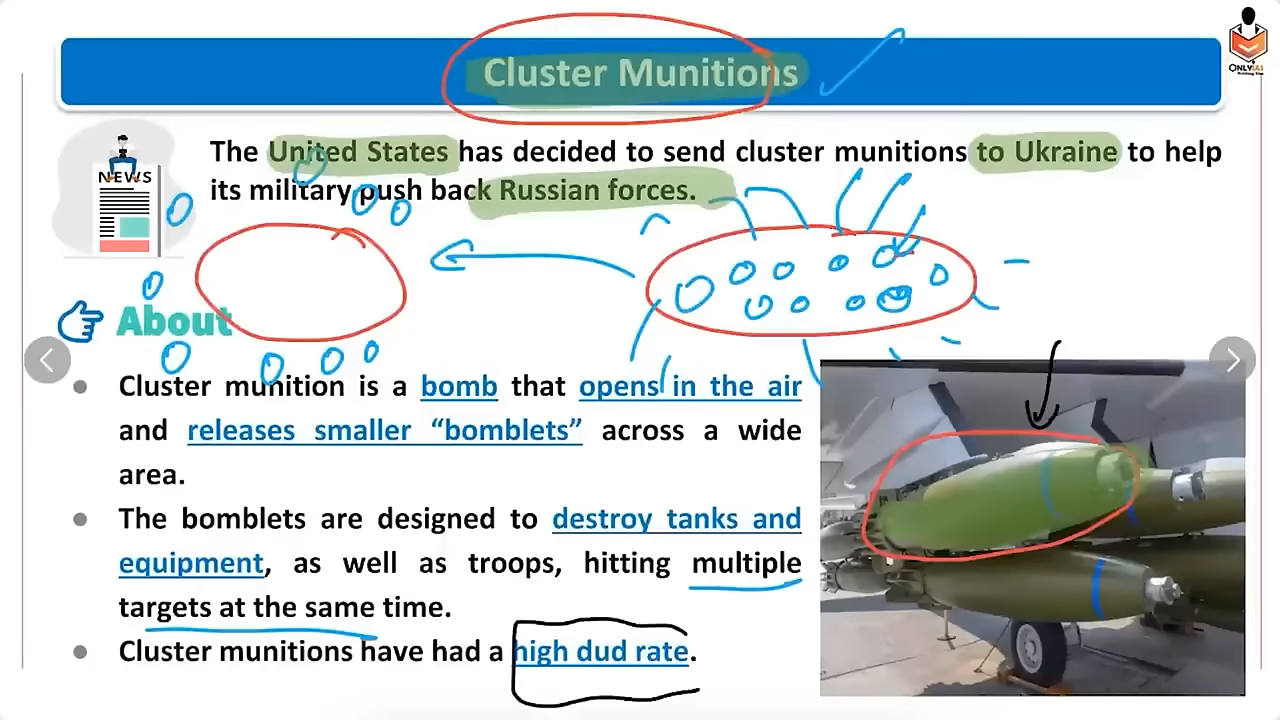 Cluster Munitions
ONLYIAS
The United States has decided to send cluster munitions to Ukraine to help
its military push back Russian forces.
NEWS
About
Cluster munition is a bomb that opens in the air
and releases smaller “bomblets” across a wide
area.
The bomblets are designed to destroy tanks and
equipment, as well as troops, hitting multiple
targets at the same time.
Cluster munitions have had a high dud rate.